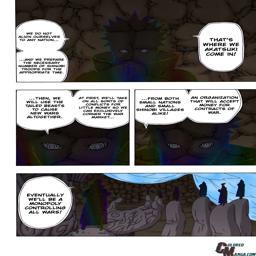 WE DO NOT
ALIGN OURSELVES
TO ANY NATION...
...AND WE PREPARE
THE NECESSARY
NUMBER OF SHINOBI
TROOPS FOR THE
APPROPRIATE TIME.
THAT'S
WHERE WE
AKATSUKI
COME IN.
...THEN, WE
WILL USE THE
TAILED BEASTS
TO CAUSE
NEW WARS
ALTOGETHER.
AT FIRST, WE'LL TAKE
ON ALL SORTS OF
CONFLICTS FOR
LITTLE MONEY SO WE
CAN EXCLUSIVELY
CORNER THE WAR
MARKET...
...FROM BOTH
SMALL NATIONS
AND SMALL
SHINOBI VILLAGES
ALIKE!
AN ORGANIZATION
THAT WILL ACCEPT
MONEY FOR
CONTRACTS OF
WAR.
EVENTUALLY
WE'LL BE A
MONOPOLY
CONTROLLING
ALL WARS!
COLORED
MANGA.COM